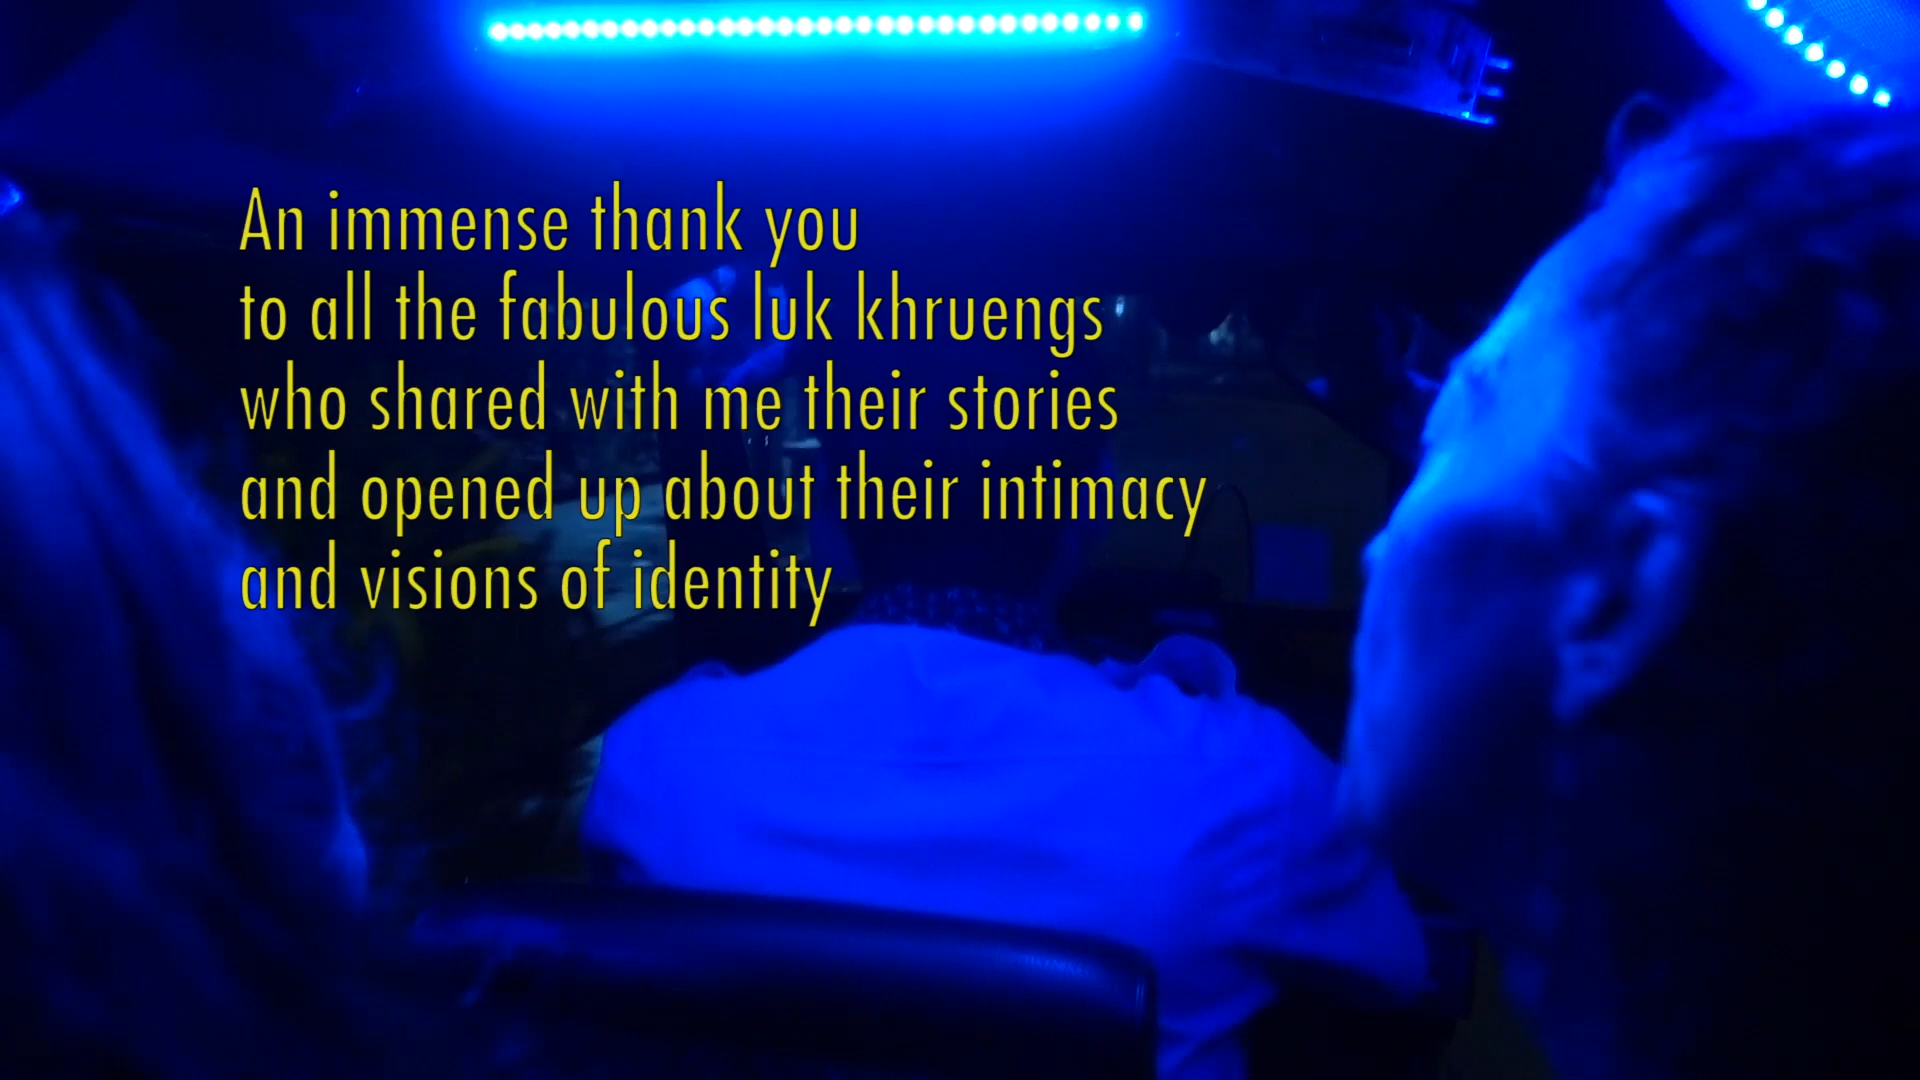 An immense thank you
to all the fabulous luk khruengs
who shared with me their stories
and opened up about their intimacy
and visions of identity